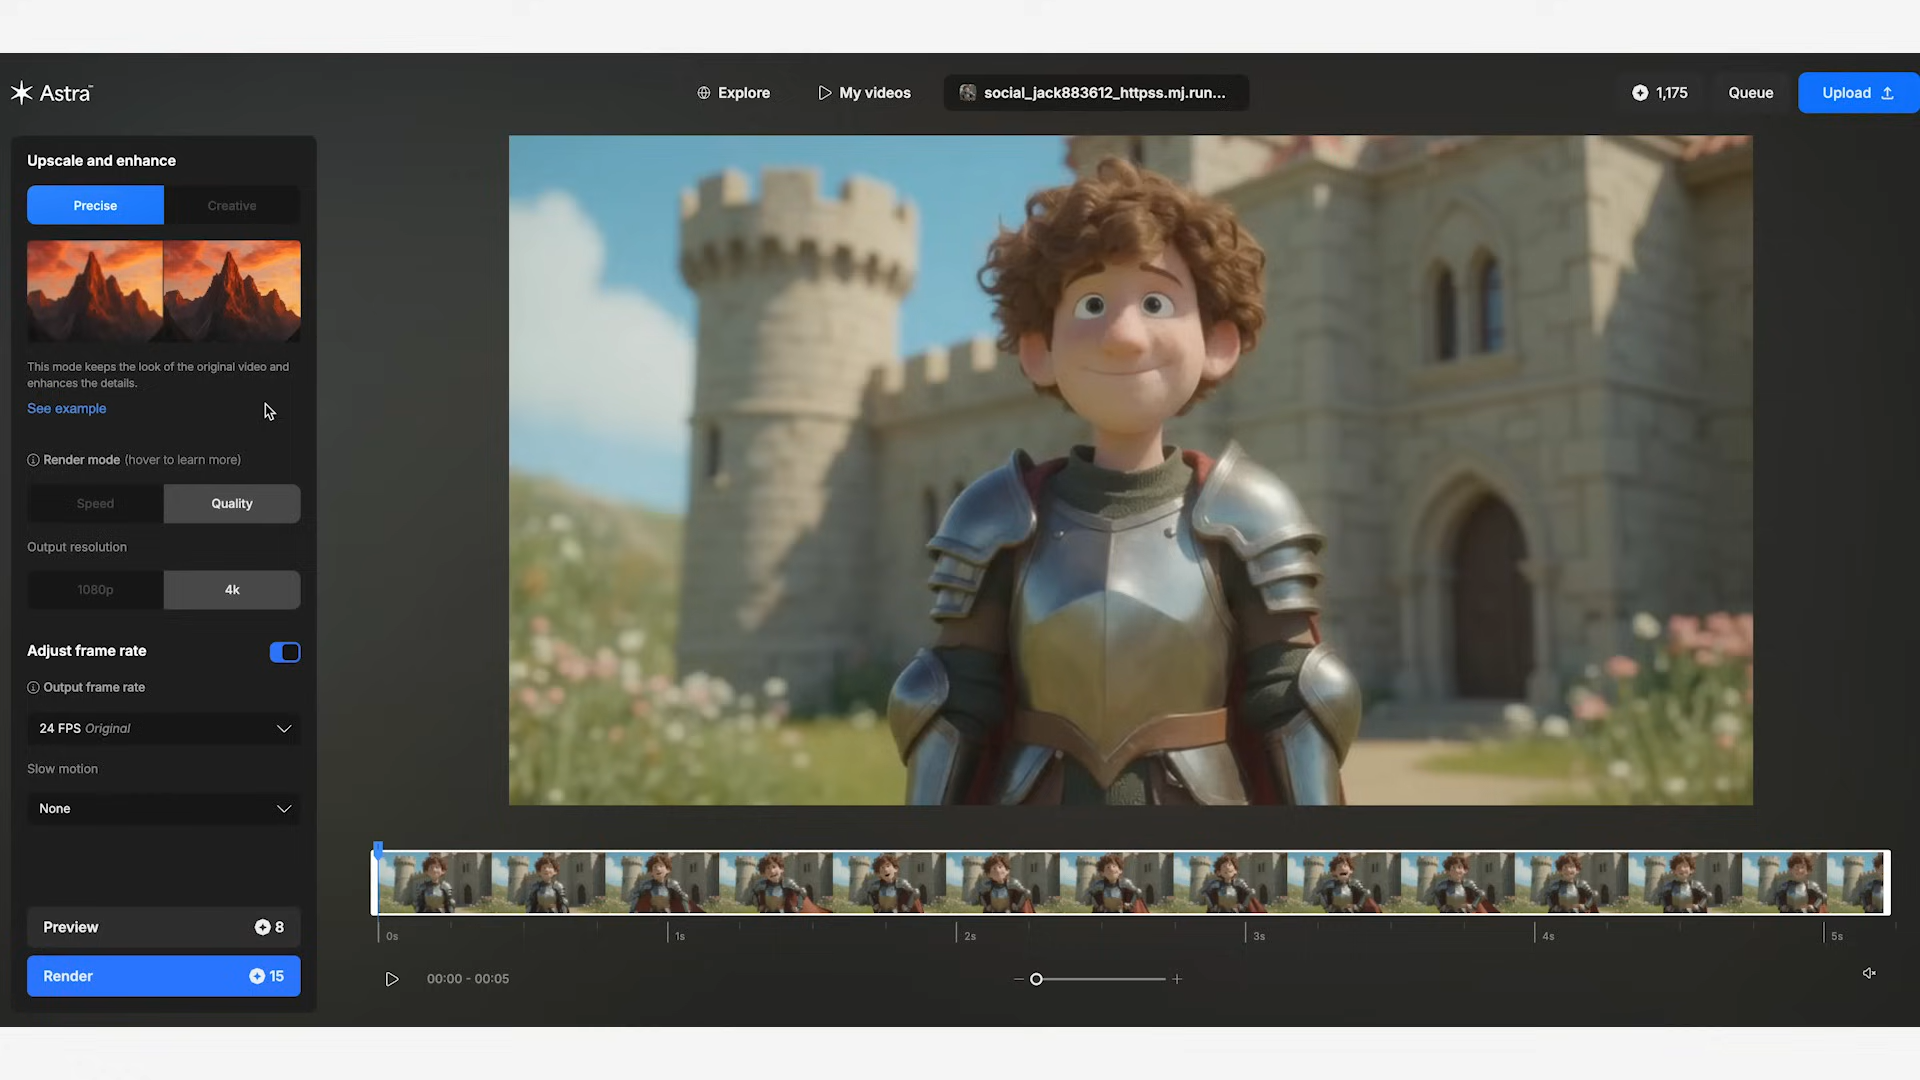 Astra™
Explore
My videos
social_jack883612_httpss.mj.run...
1,175
Queue
Upload
Upscale and enhance
Precise
Creative
This mode keeps the look of the original video and
enhances the details.
See example
Render mode (hover to learn more)
Speed
Quality
Output resolution
1080p
4k
Adjust frame rate
Output frame rate
24 FPS Original
Slow motion
None
Preview
8
Render
15
0s
1s
2s
3s
4s
5s
00:00 - 00:05